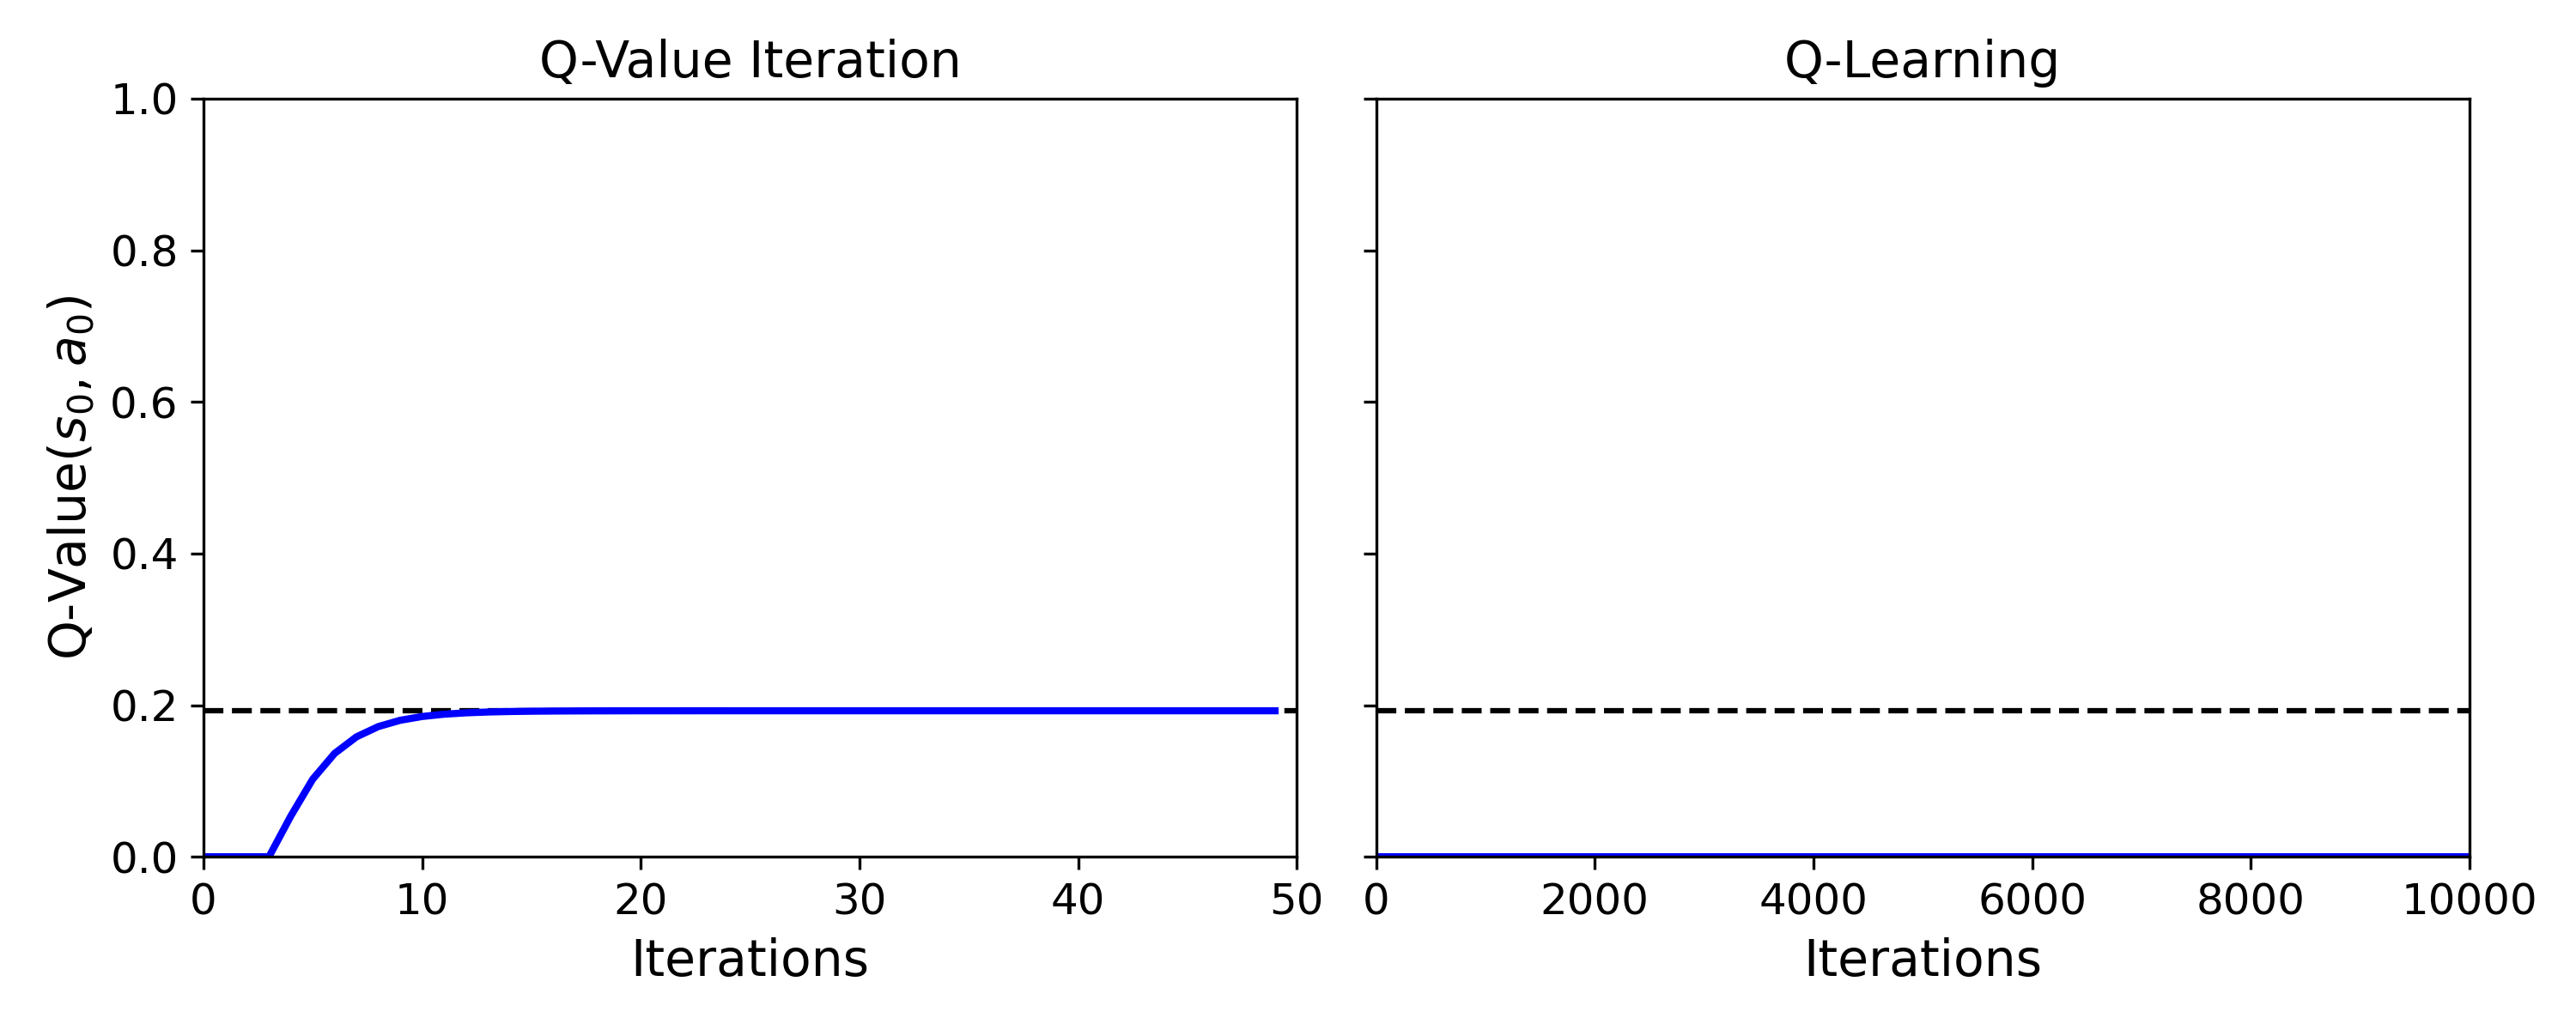 Q-Value Iteration
Q-Learning
1.0
0.8
0.6
0.4
0.2
0.0
Q-Value(s₀, a₀)
0 10 20 30 40 50
0 2000 4000 6000 8000 10000
Iterations
Iterations